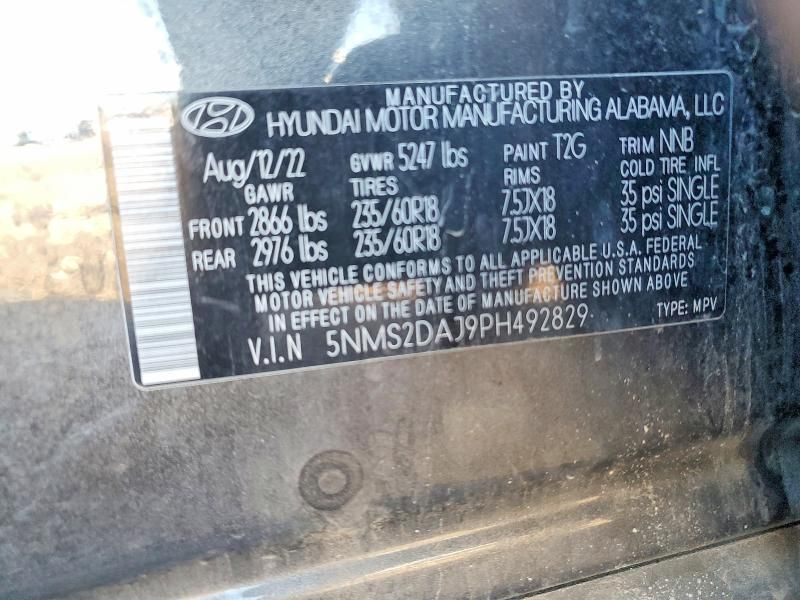 MANUFACTURED BY
HYUNDAI MOTOR MANUFACTURING ALABAMA, LLC
Aug/12/22 GVWR 5247 lbs PAINT T2G TRIM NNB
GAWR TIRES RIMS COLD TIRE INFL
FRONT 2866 lbs 235/60R18 7.5JX18 35 psi SINGLE
REAR 2976 lbs 235/60R18 7.5JX18 35 psi SINGLE
THIS VEHICLE CONFORMS TO ALL APPLICABLE U.S.A. FEDERAL
MOTOR VEHICLE SAFETY AND THEFT PREVENTION STANDARDS
IN EFFECT ON THE DATE OF MANUFACTURE SHOWN ABOVE
V.I.N 5NMS2DAJ9PH492829 TYPE: MPV